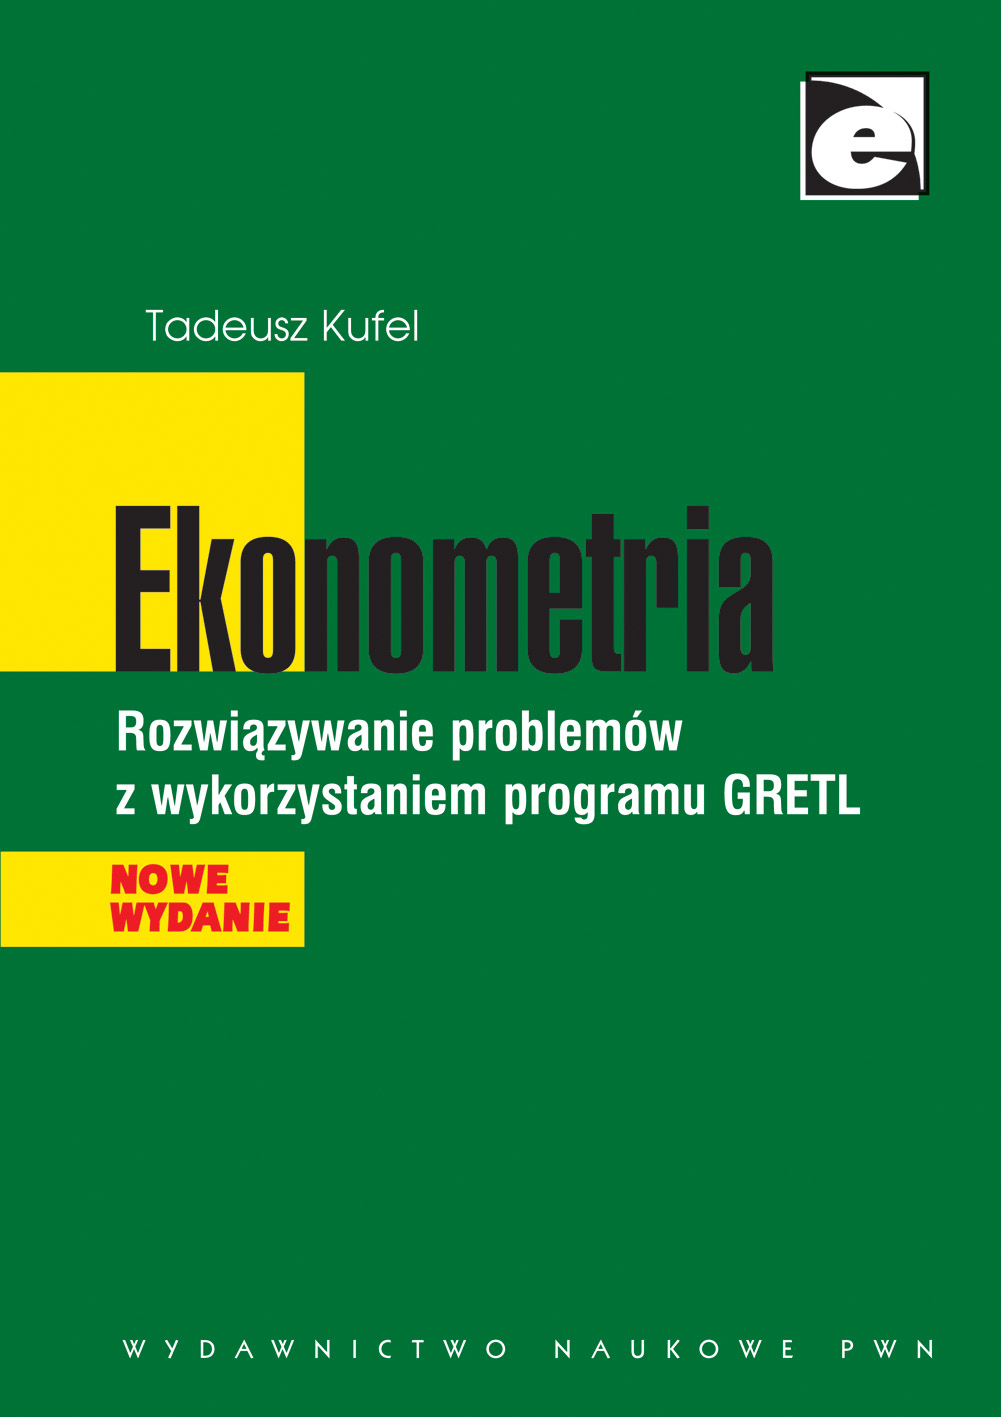 e
Tadeusz Kufel
Ekonometria
Rozwiązywanie problemów
z wykorzystaniem programu GRETL
NOWE
WYDANIE
WYDAWNICTWO NAUKOWE PWN